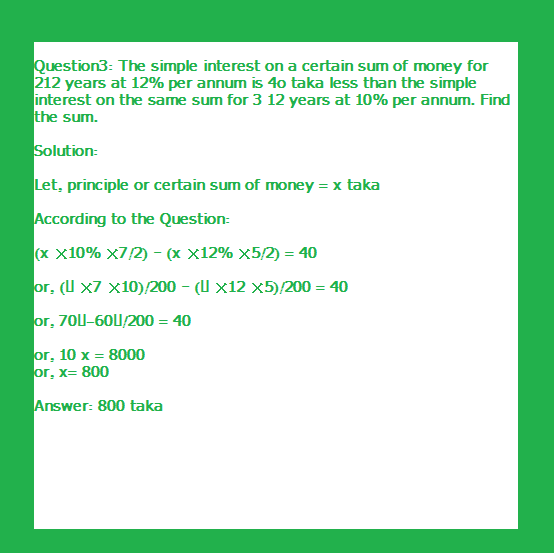 Question3: The simple interest on a certain sum of money for
212 years at 12% per annum is 4o taka less than the simple
interest on the same sum for 3 12 years at 10% per annum. Find
the sum.
Solution:
Let, principle or certain sum of money = x taka
According to the Question:
(x ×10% ×7/2) - (x ×12% ×5/2) = 40
or, ( ×7 ×10)/200 - ( ×12 ×5)/200 = 40
or, 70-60/200 = 40
or, 10 x = 8000
or, x= 800
Answer: 800 taka